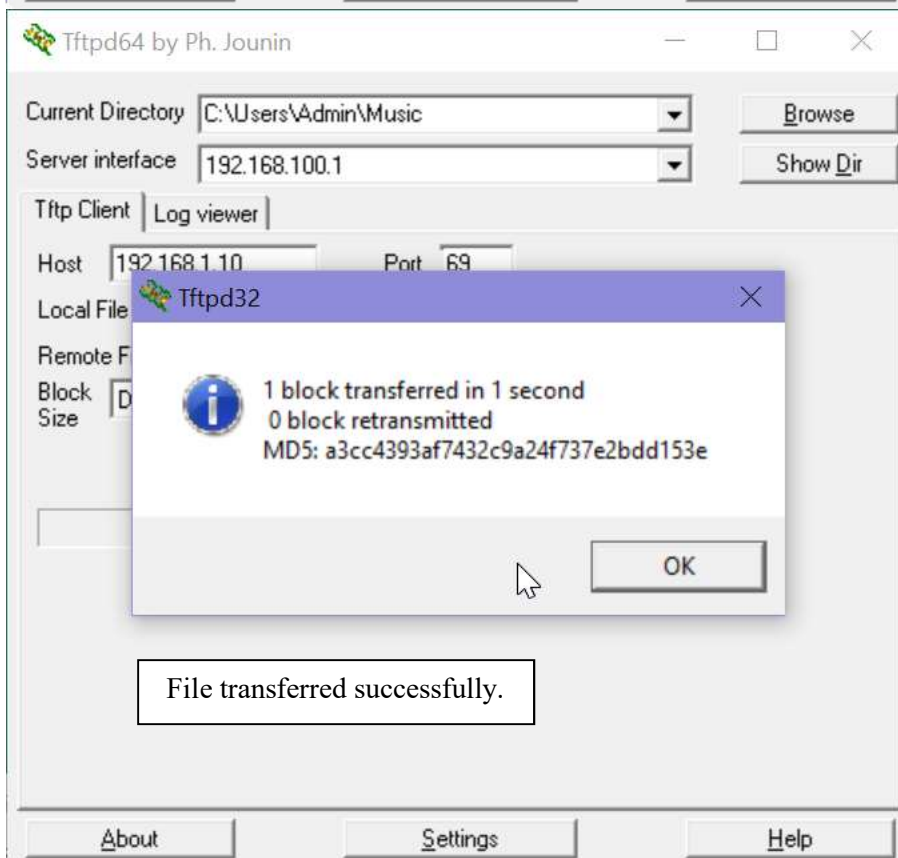 Tftpd64 by Ph. Jounin
Current Directory C:\Users\Admin\Music Browse
Server interface 192.168.100.1 Show Dir
Tftp Client Log viewer
Host 192.168.1.10 Port 69
Local File
Tftpd32
Remote F
1 block transferred in 1 second
Block
Size D
0 block retransmitted
MD5: a3cc4393af7432c9a24f737e2bdd153e
OK
File transferred successfully.
About Settings Help